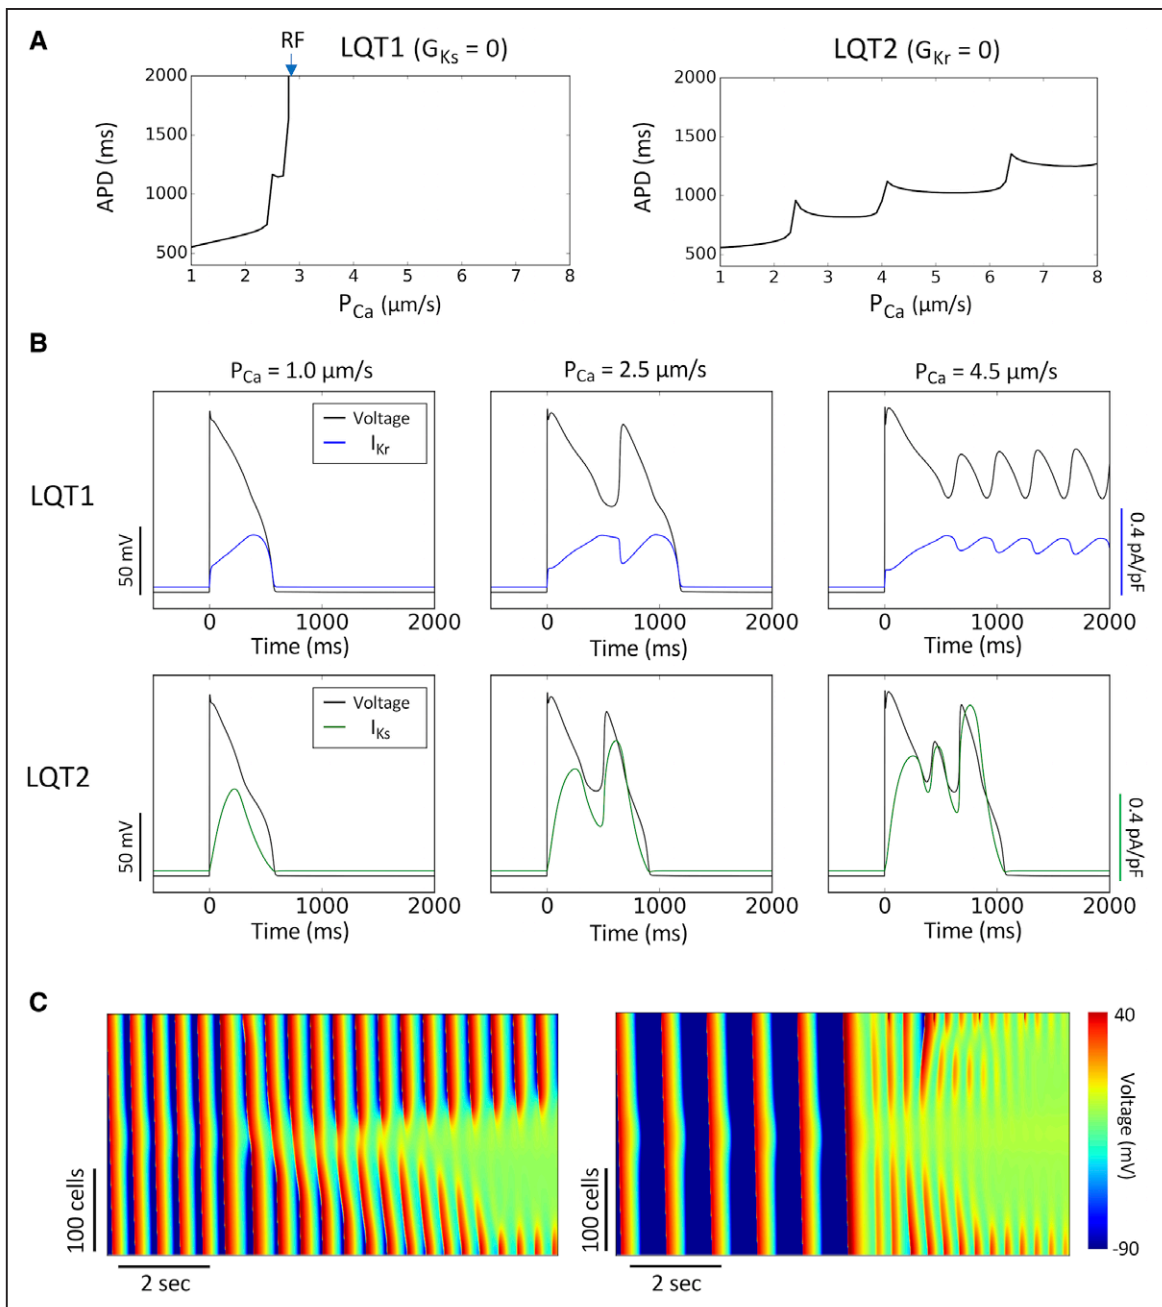 A
RF
LQT1 (GKs = 0)
LQT2 (GKr = 0)
2000
1500
1000
500
APD (ms)
1 2 3 4 5 6 7 8
PCa (μm/s)
2000
1500
1000
500
APD (ms)
1 2 3 4 5 6 7 8
PCa (μm/s)
B
PCa = 1.0 μm/s
PCa = 2.5 μm/s
PCa = 4.5 μm/s
LQT1
Voltage
IKr
50 mV
0.4 pA/pF
0 1000 2000
Time (ms)
0 1000 2000
Time (ms)
0 1000 2000
Time (ms)
LQT2
Voltage
IKs
50 mV
0.4 pA/pF
0 1000 2000
Time (ms)
0 1000 2000
Time (ms)
0 1000 2000
Time (ms)
C
100 cells
2 sec
100 cells
2 sec
40
Voltage (mV)
-90